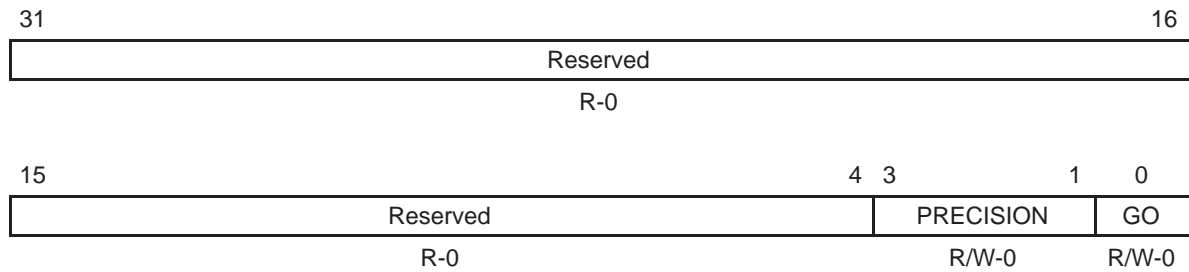 31 16
Reserved
R-0
15 4 3 1 0
Reserved PRECISION GO
R-0 R/W-0 R/W-0